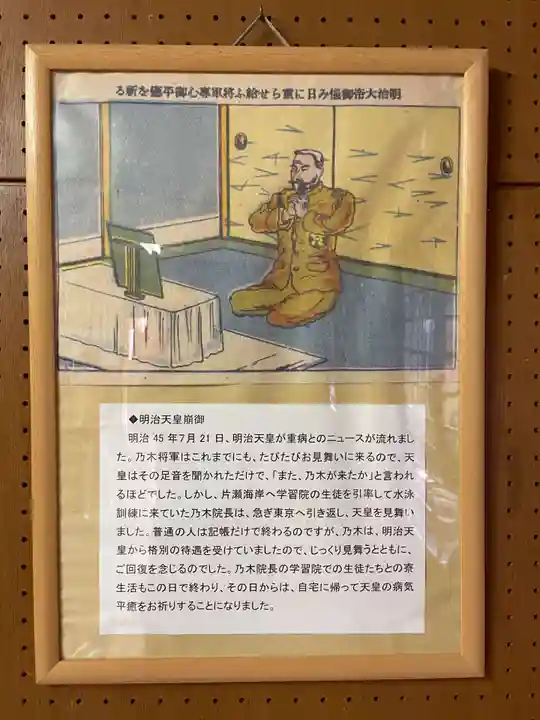 明治大帝御悩み日に重らせ給ふ將軍專心御平癒を祈る
◆明治天皇崩御
明治 45 年 7 月 21 日、明治天皇が重病とのニュースが流れまし
た。乃木将軍はこれまでにも、たびたびお見舞いに来るので、天
皇はその足音を聞かれただけで、「また、乃木が来たか」と言われ
るほどでした。しかし、片瀬海岸へ学習院の生徒を引率して水泳
訓練に来ていた乃木院長は、急ぎ東京へ引き返し、天皇を見舞い
ました。普通の人は記帳だけで終わるのですが、乃木は、明治天
皇から格別の待遇を受けていましたので、じっくり見舞うとともに、
ご回復を念じるのでした。乃木院長の学習院での生徒たちとの寮
生活もこの日で終わり、その日からは、自宅に帰って天皇の病気
平癒をお祈りすることになりました。